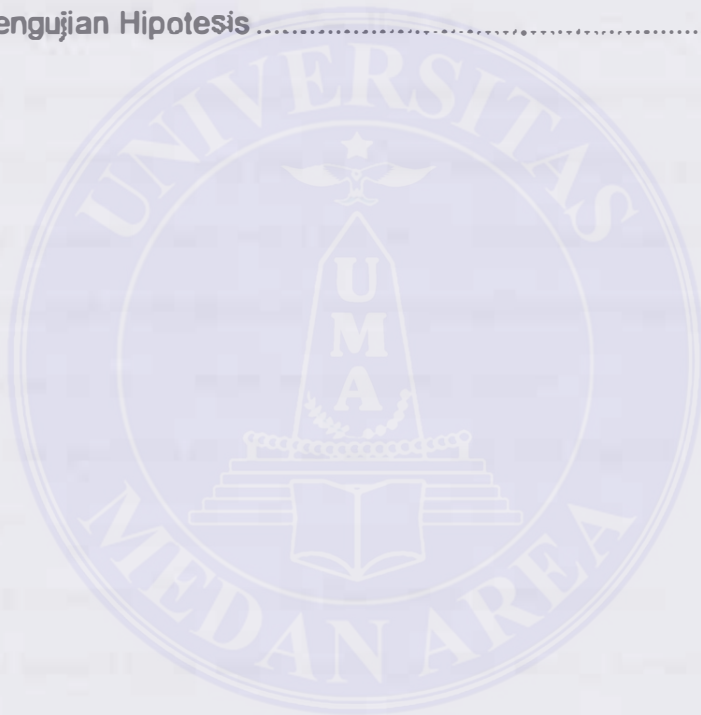 engujian Hipotesis ........................................................
UNIVERSITAS
U
M
A
MEDAN AREA